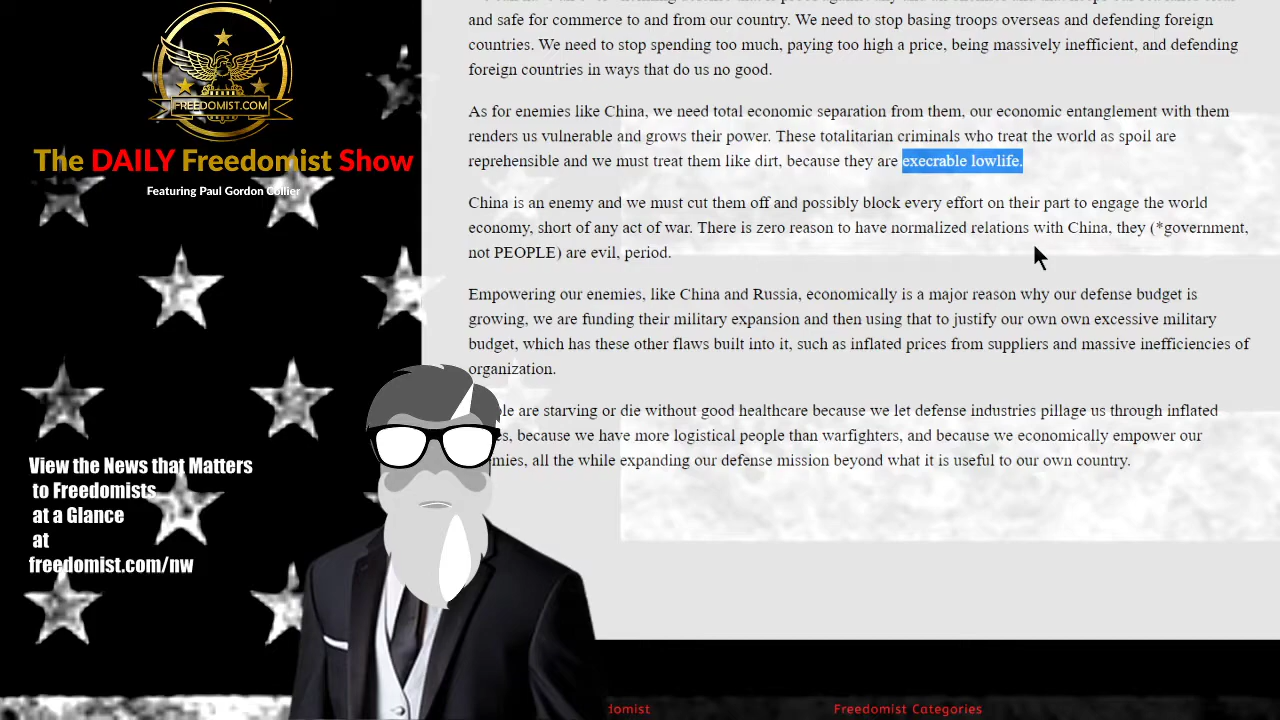 FREEDOMIST.COM
The DAILY Freedomist Show
Featuring Paul Gordon Collier
View the News that Matters
to Freedomists
at a Glance
at
freedomist.com/nw
and safe for commerce to and from our country. We need to stop basing troops overseas and defending foreign
countries. We need to stop spending too much, paying too high a price, being massively inefficient, and defending
foreign countries in ways that do us no good.
As for enemies like China, we need total economic separation from them, our economic entanglement with them
renders us vulnerable and grows their power. These totalitarian criminals who treat the world as spoil are
reprehensible and we must treat them like dirt, because they are execrable lowlife.
China is an enemy and we must cut them off and possibly block every effort on their part to engage the world
economy, short of any act of war. There is zero reason to have normalized relations with China, they (*government,
not PEOPLE) are evil, period.
Empowering our enemies, like China and Russia, economically is a major reason why our defense budget is
growing, we are funding their military expansion and then using that to justify our own own excessive military
budget, which has these other flaws built into it, such as inflated prices from suppliers and massive inefficiencies of
organization.
are starving or die without good healthcare because we let defense industries pillage us through inflated
because we have more logistical people than warfighters, and because we economically empower our
all the while expanding our defense mission beyond what it is useful to our own country.
Freedomist Categories